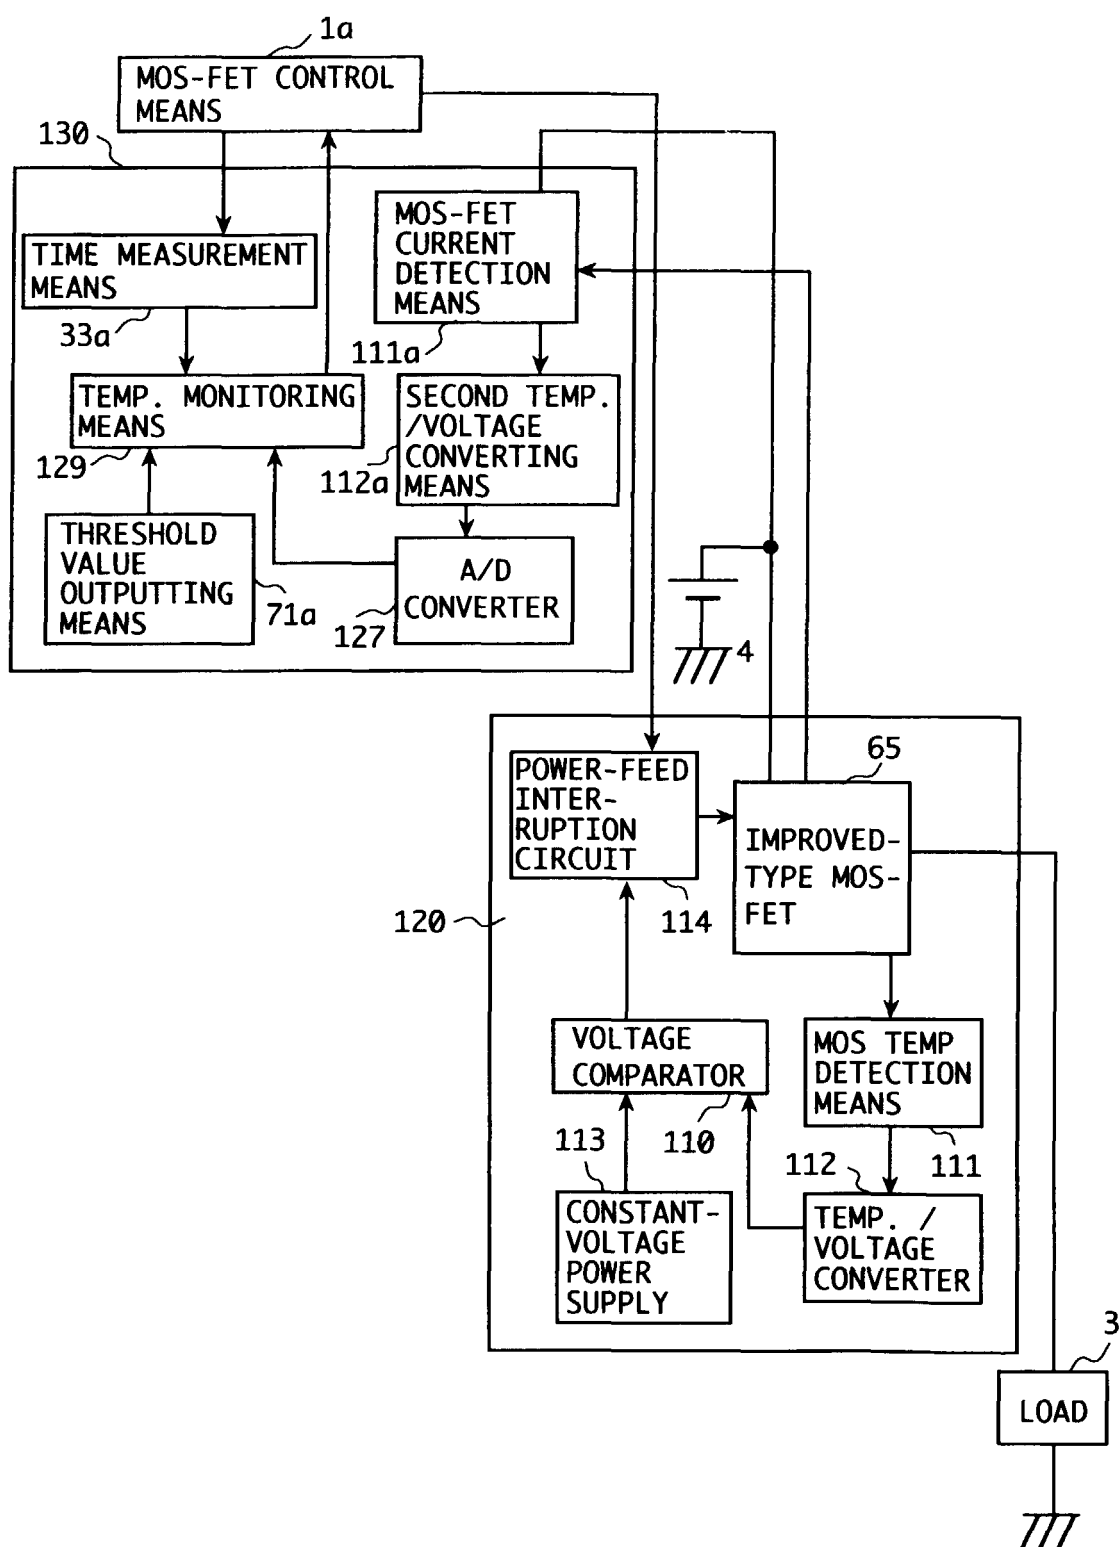 1a
MOS-FET CONTROL
MEANS
130
TIME MEASUREMENT
MEANS
33a
MOS-FET
CURRENT
DETECTION
MEANS
111a
TEMP. MONITORING
MEANS
129
SECOND TEMP.
/VOLTAGE
CONVERTING
MEANS
112a
THRESHOLD
VALUE
OUTPUTTING
MEANS
71a
A/D
CONVERTER
127
4
65
POWER-FEED
INTER-
RUPTION
CIRCUIT
114
IMPROVED-
TYPE MOS-
FET
120
VOLTAGE
COMPARATOR
110
MOS TEMP
DETECTION
MEANS
111
113
CONSTANT-
VOLTAGE
POWER
SUPPLY
112
TEMP. /
VOLTAGE
CONVERTER
3
LOAD